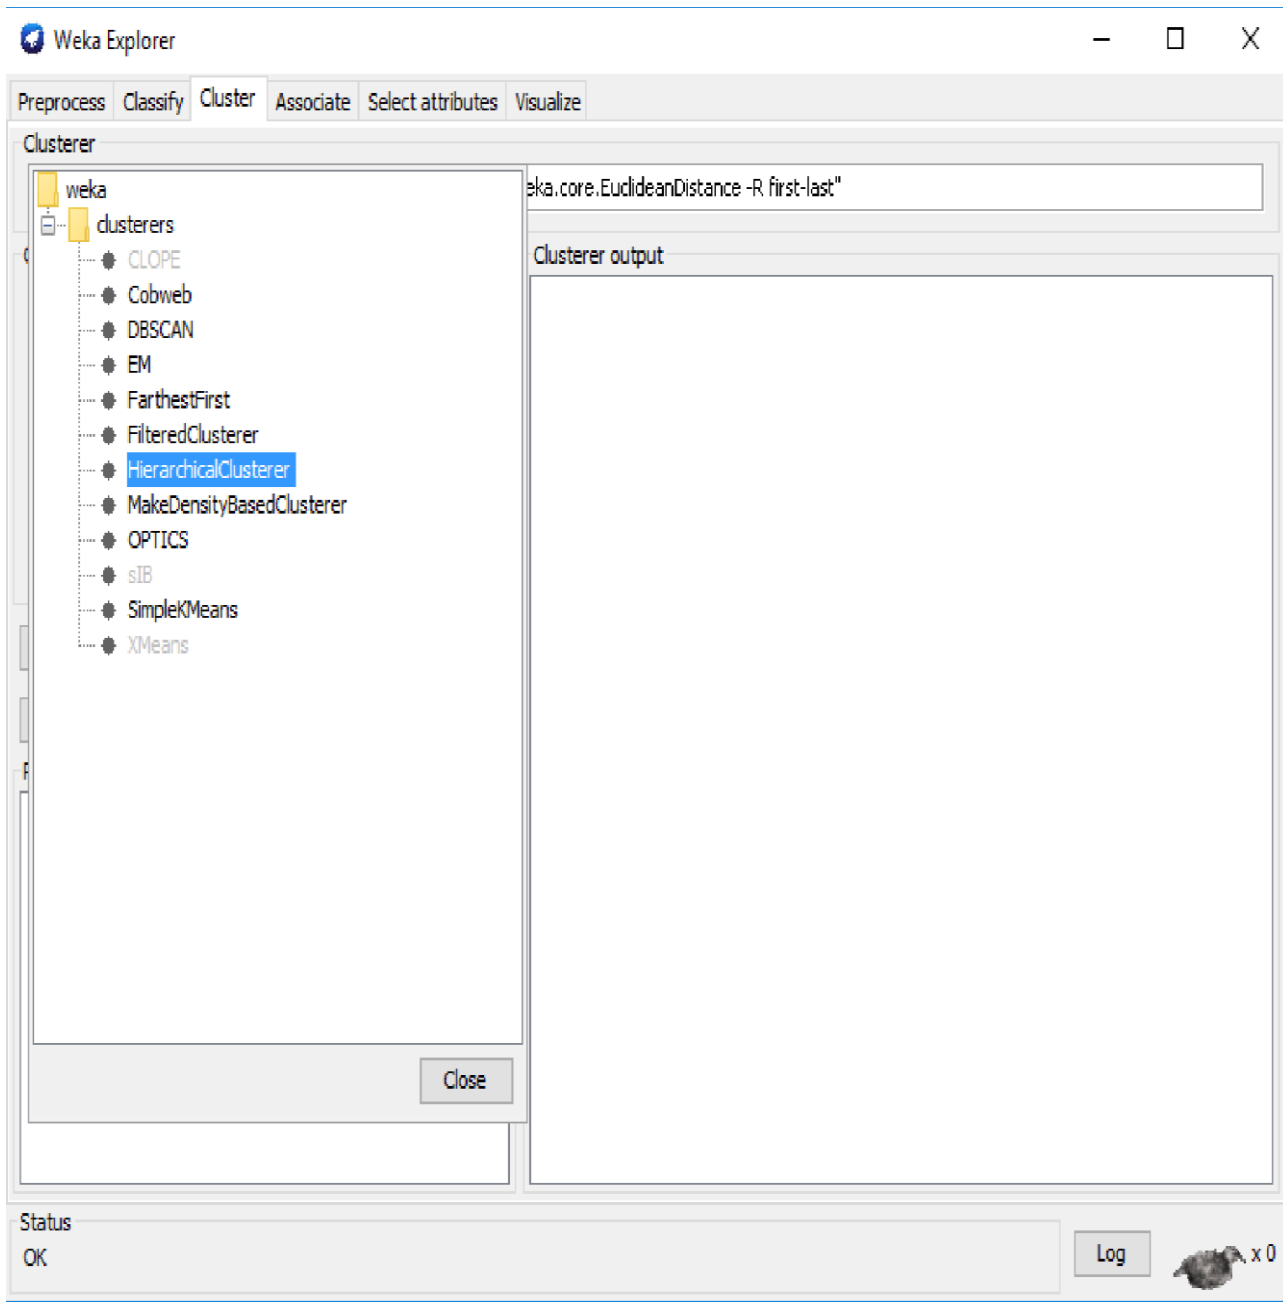 Weka Explorer
Preprocess Classify Cluster Associate Select attributes Visualize
Clusterer
weka
eka.core.EuclideanDistance -R first-last"
clusterers
Clusterer output
CLOPE
Cobweb
DBSCAN
EM
FarthestFirst
FilteredClusterer
HierarchicalClusterer
MakeDensityBasedClusterer
OPTICS
sIB
SimpleKMeans
XMeans
Close
Status
OK
Log
x 0